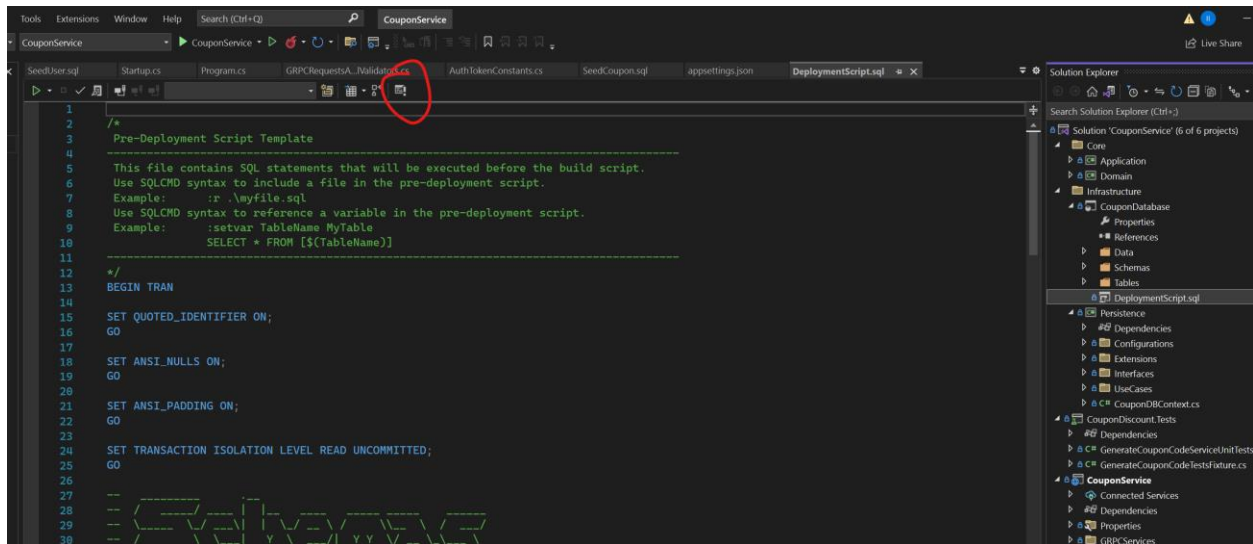 Tools Extensions Window Help Search (Ctrl+Q) CouponService
CouponService CouponService Live Share
SeedUser.sql Startup.cs Program.cs GRPCRequestsA...lValidators.cs AuthTokenConstants.cs SeedCoupon.sql appsettings.json DeploymentScript.sql
Solution Explorer
Search Solution Explorer (Ctrl+;)
Solution 'CouponService' (6 of 6 projects)
Core
Application
Domain
Infrastructure
CouponDatabase
Properties
References
Data
Schemas
Tables
DeploymentScript.sql
Persistence
Dependencies
Configurations
Extensions
Interfaces
UseCases
CouponDBContext.cs
CouponDiscount.Tests
Dependencies
GenerateCouponCodeServiceUnitTests
GenerateCouponCodeTestsFixture.cs
CouponService
Connected Services
Dependencies
Properties
GRPCServices
1
2 /*
3 Pre-Deployment Script Template
4 --------------------------------------------------------------------------------------
5 This file contains SQL statements that will be executed before the build script.
6 Use SQLCMD syntax to include a file in the pre-deployment script.
7 Example: :r .\myfile.sql
8 Use SQLCMD syntax to reference a variable in the pre-deployment script.
9 Example: :setvar TableName MyTable
10 SELECT * FROM [$(TableName)]
11 --------------------------------------------------------------------------------------
12 */
13 BEGIN TRAN
14
15 SET QUOTED_IDENTIFIER ON;
16 GO
17
18 SET ANSI_NULLS ON;
19 GO
20
21 SET ANSI_PADDING ON;
22 GO
23
24 SET TRANSACTION ISOLATION LEVEL READ UNCOMMITTED;
25 GO
26
27 --
28 --
29 --
30 --